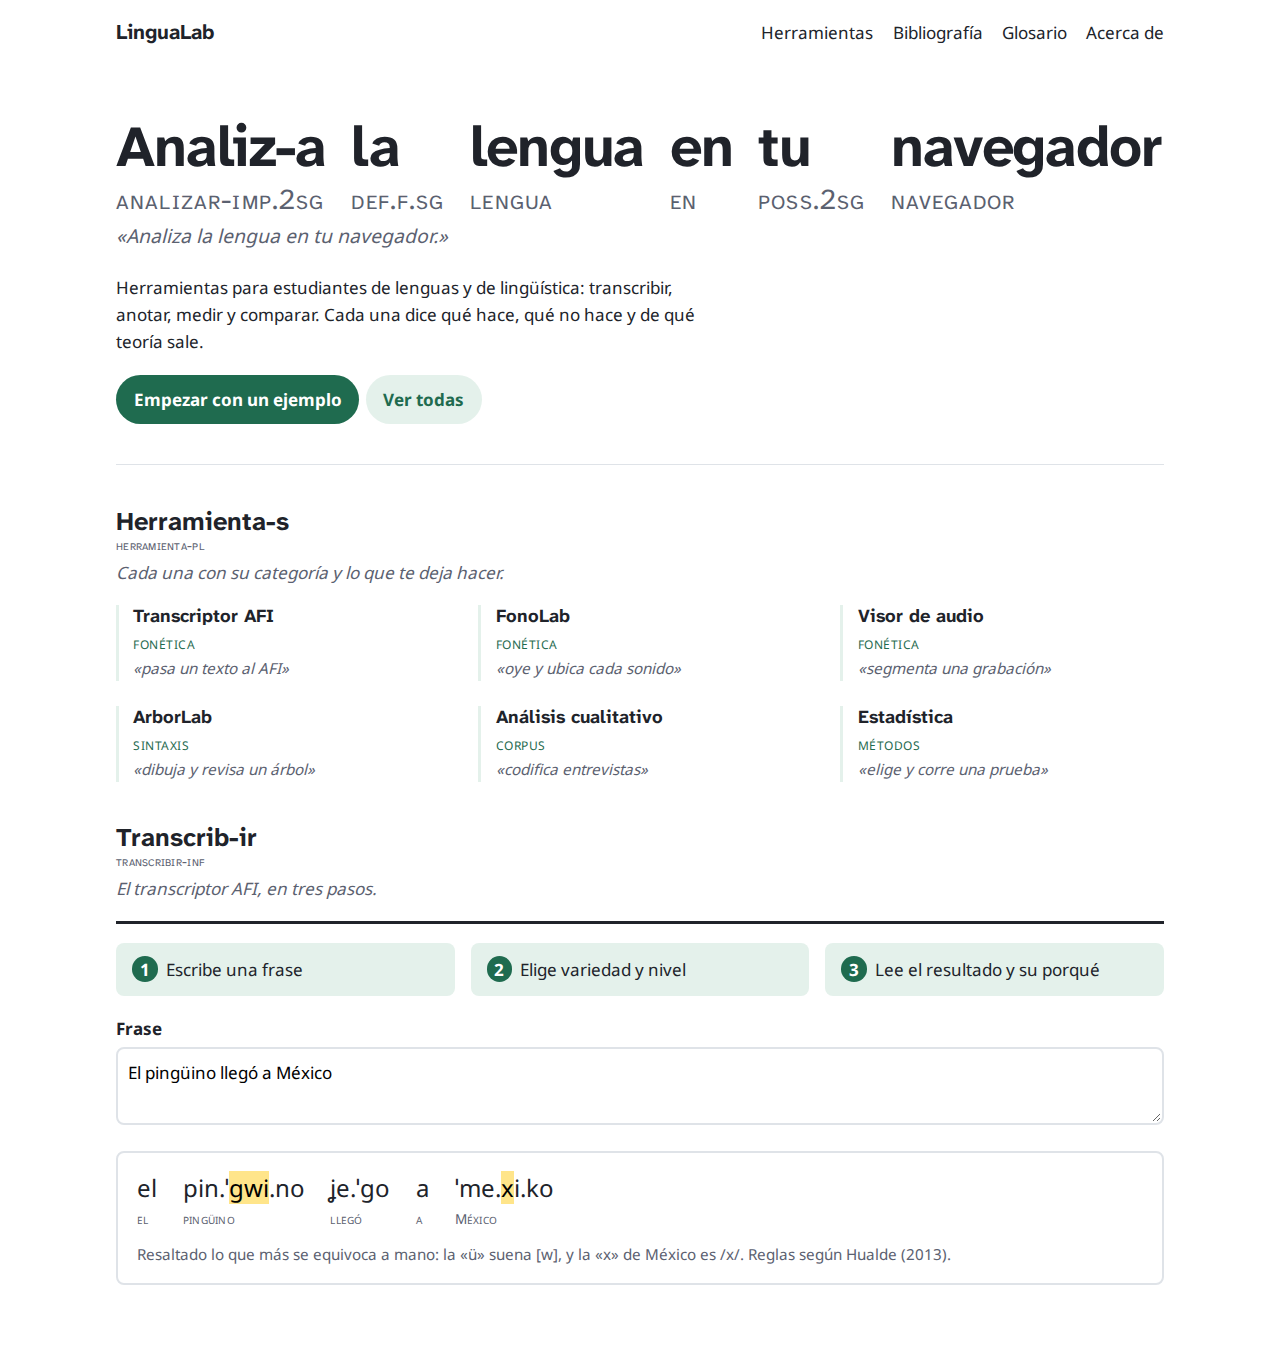 LinguaLab
Herramientas Bibliografía Glosario Acerca de
Analiz-a la lengua en tu navegador
ANALIZAR-IMP.2SG DEF.F.SG LENGUA EN POSS.2SG NAVEGADOR
«Analiza la lengua en tu navegador.»
Herramientas para estudiantes de lenguas y de lingüística: transcribir,
anotar, medir y comparar. Cada una dice qué hace, qué no hace y de qué
teoría sale.
Empezar con un ejemplo Ver todas
Herramienta-s
HERRAMIENTA-PL
Cada una con su categoría y lo que te deja hacer.
Transcriptor AFI FonoLab Visor de audio
FONÉTICA FONÉTICA FONÉTICA
«pasa un texto al AFI» «oye y ubica cada sonido» «segmenta una grabación»
ArborLab Análisis cualitativo Estadística
SINTAXIS CORPUS MÉTODOS
«dibuja y revisa un árbol» «codifica entrevistas» «elige y corre una prueba»
Transcrib-ir
TRANSCRIBIR-INF
El transcriptor AFI, en tres pasos.
1 Escribe una frase 2 Elige variedad y nivel 3 Lee el resultado y su porqué
Frase
El pingüino llegó a México
el pin.ˈgwi.no ʝe.ˈgo a ˈme.xi.ko
EL PINGÜINO LLEGÓ A MÉXICO
Resaltado lo que más se equivoca a mano: la «ü» suena [w], y la «x» de México es /x/. Reglas según Hualde (2013).